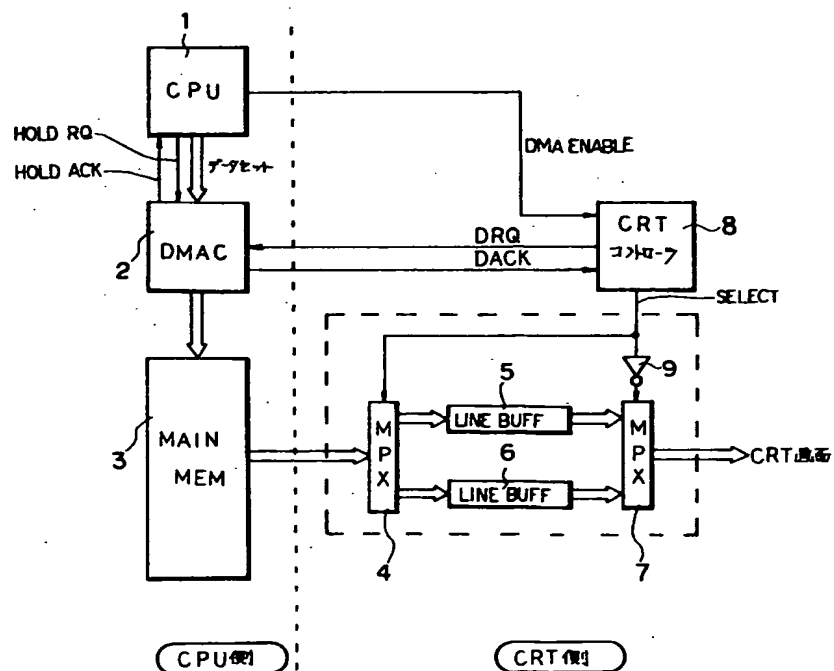 1
CPU
HOLD RQ
HOLD ACK
データセット
DMA ENABLE
2
DMAC
DRQ
DACK
CRT
コントローラ
8
SELECT
3
MAIN
MEM
4
MPX
5
LINE BUFF
6
LINE BUFF
9
MPX
7
CRT画面
CPU側
CRT側